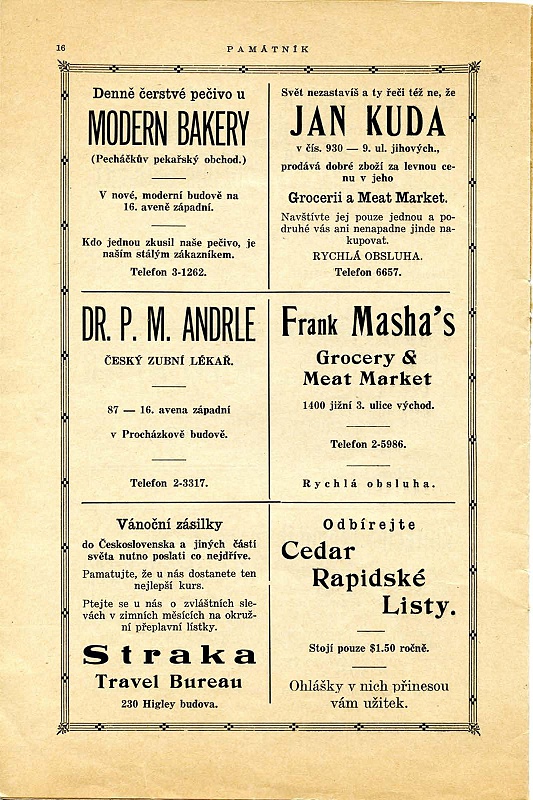 16
PAMÁTNÍK
Denně čerstvé pečivo u
MODERN BAKERY
(Pecháčkův pekařský obchod.)
V nové, moderní budově na
16. aveně západní.
Kdo jednou zkusil naše pečivo, je
naším stálým zákazníkem.
Telefon 3-1262.
Svět nezastavíš a ty řeči též ne, že
JAN KUDA
v čís. 930 — 9. ul. jihových.,
prodává dobré zboží za levnou ce-
nu v jeho
Grocerii a Meat Market.
Navštivte jej pouze jednou a po-
druhé vás ani nenapadne jinde na-
kupovat.
RYCHLÁ OBSLUHA.
Telefon 6657.
DR. P. M. ANDRLE
ČESKÝ ZUBNÍ LÉKAŘ.
87 — 16. avena západní
v Procházkově budově.
Telefon 2-3317.
Frank Masha's
Grocery &
Meat Market
1400 jižní 3. ulice východ.
Telefon 2-5986.
Rychlá obsluha.
Vánoční zásilky
do Československa a jiných částí
světa nutno poslati co nejdříve.
Pamatujte, že u nás dostanete ten
nejlepší kurs.
Ptejte se u nás o zvláštních sle-
vách v zimních měsících na okruž-
ní přeplavní lístky.
Straka
Travel Bureau
230 Higley budova.
Odbírejte
Cedar
Rapidské
Listy.
Stojí pouze $1.50 ročně.
Ohlášky v nich přinesou
vám užitek.